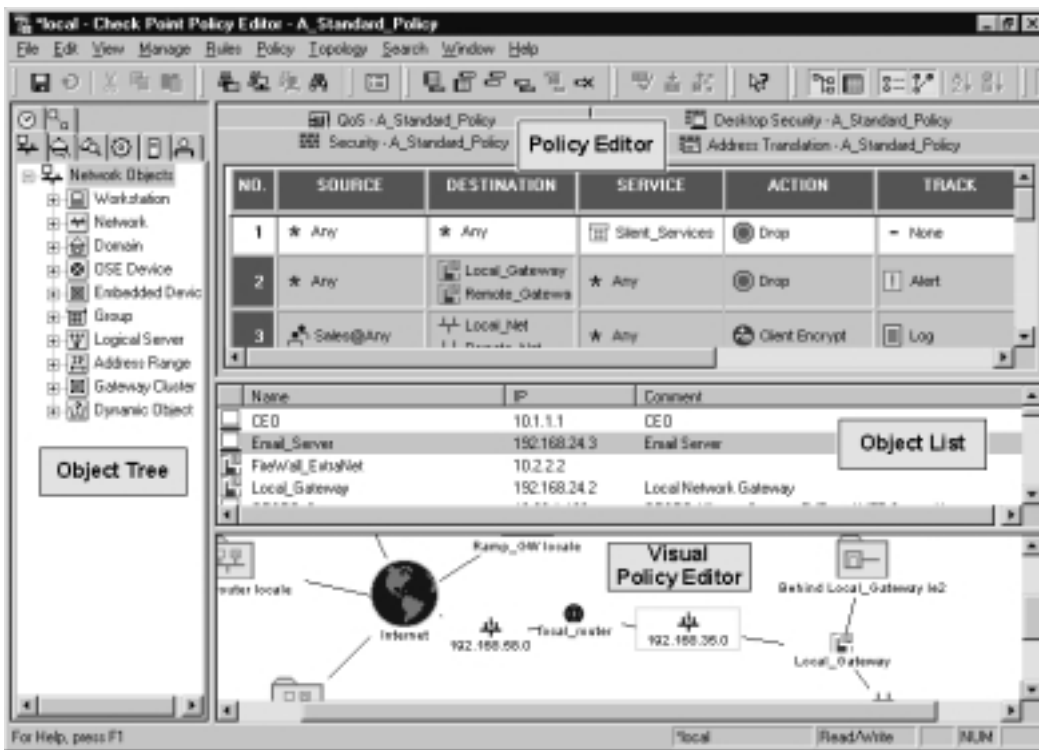 *local - Check Point Policy Editor - A_Standard_Policy
File Edit View Manage Rules Policy Topology Search Window Help
QoS - A_Standard_Policy
Desktop Security - A_Standard_Policy
Security - A_Standard_Policy
Policy Editor
Address Translation - A_Standard_Policy
Network Objects
Workstation
Network
Domain
OSE Device
Embedded Devic
Group
Logical Server
Address Range
Gateway Cluster
Dynamic Object
Object Tree
NO. SOURCE DESTINATION SERVICE ACTION TRACK
1 * Any * Any Silent_Services Drop - None
2 * Any Local_Gateway Remote_Gatewa * Any Drop Alert
3 Sales@Any Local_Net Remote_Net * Any Client Encrypt Log
Name IP Comment
CEO 10.1.1.1 CEO
Email_Server 192.168.24.3 Email Server
FireWall_ExtraNet 10.2.2.2
Local_Gateway 192.168.24.2 Local Network Gateway
Object List
Ramp_GW locale
Visual
Policy Editor
router locale
Behind Local_Gateway le2
Internet
192.168.58.0
local_router
192.168.35.0
Local_Gateway
For Help, press F1
*local
Read/Write
NUM